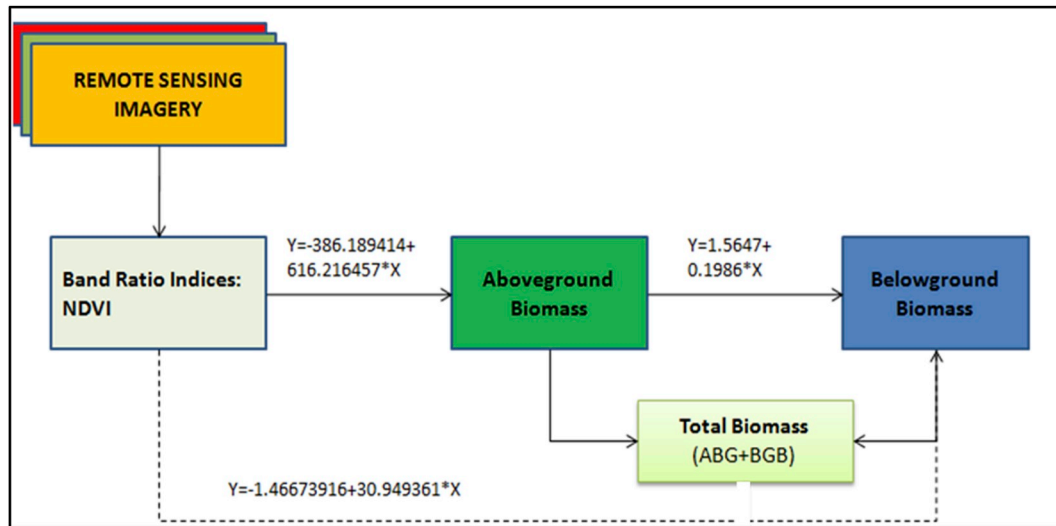 REMOTE SENSING
IMAGERY
Band Ratio Indices:
NDVI
Y=-386.189414+
616.216457*X
Aboveground
Biomass
Y=1.5647+
0.1986*X
Belowground
Biomass
Total Biomass
(ABG+BGB)
Y=-1.46673916+30.949361*X